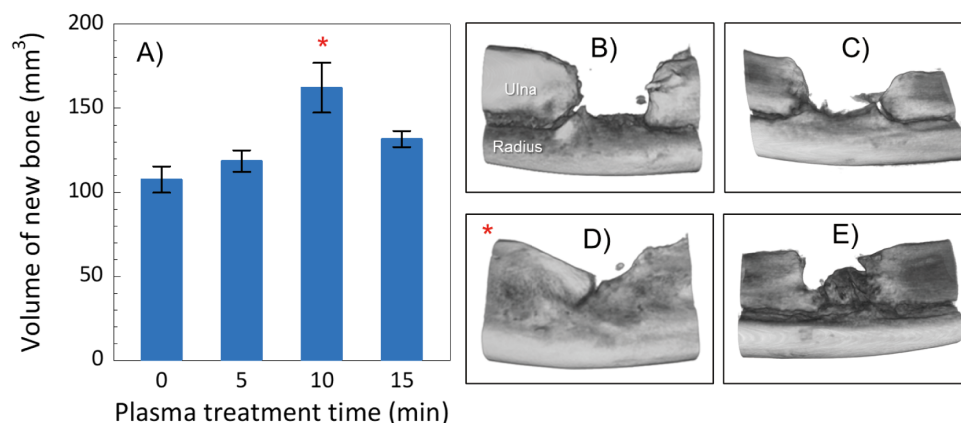 A)
*
Volume of new bone (mm³)
200
150
100
50
0
0 5 10 15
Plasma treatment time (min)
B)
Ulna
Radius
C)
*
D)
E)